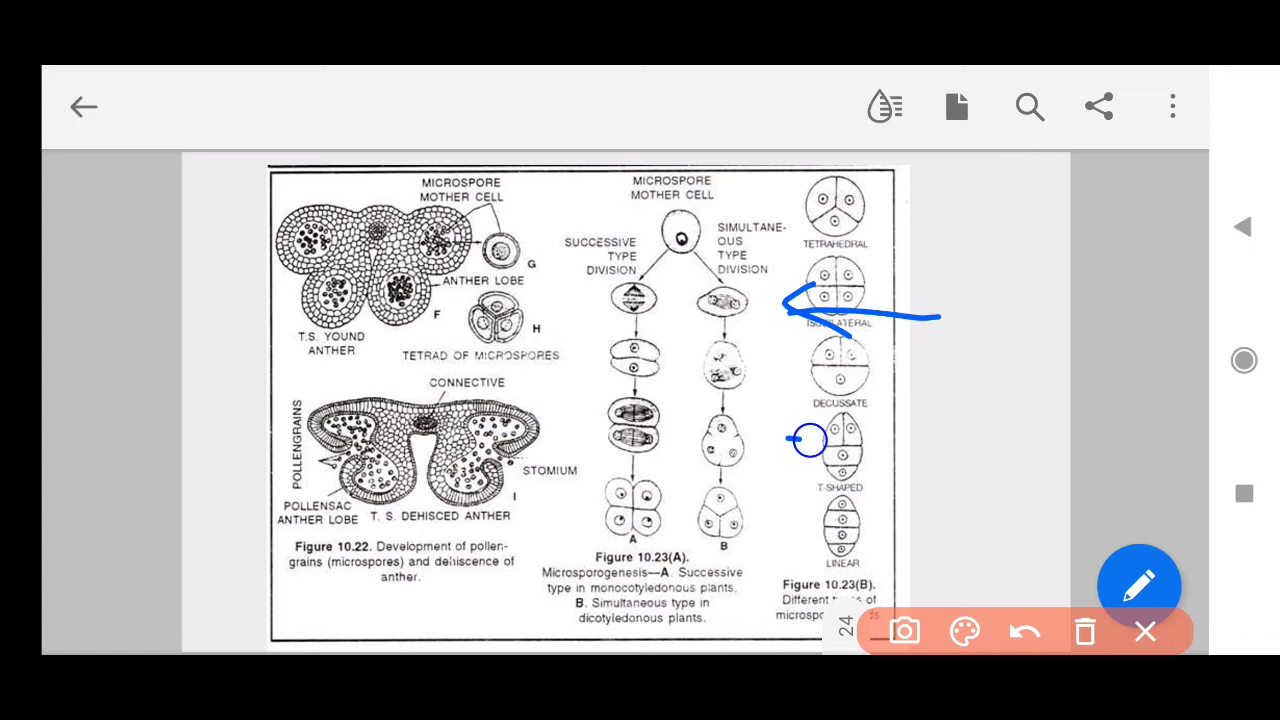 MICROSPORE
MOTHER CELL
G
ANTHER LOBE
F
H
T.S. YOUND
ANTHER
TETRAD OF MICROSPORES
CONNECTIVE
POLLENGRAINS
STOMIUM
I
POLLENSAC
ANTHER LOBE
T. S. DEHISCED ANTHER
Figure 10.22. Development of pollen-
grains (microspores) and dehiscence of
anther.
MICROSPORE
MOTHER CELL
SUCCESSIVE
TYPE
DIVISION
SIMULTANE-
OUS
TYPE
DIVISION
A
B
Figure 10.23(A).
Microsporogenesis—A. Successive
type in monocotyledonous plants.
B. Simultaneous type in
dicotyledonous plants.
TETRAHEDRAL
DECUSSATE
T-SHAPED
LINEAR
Figure 10.23(B).
Different of
24